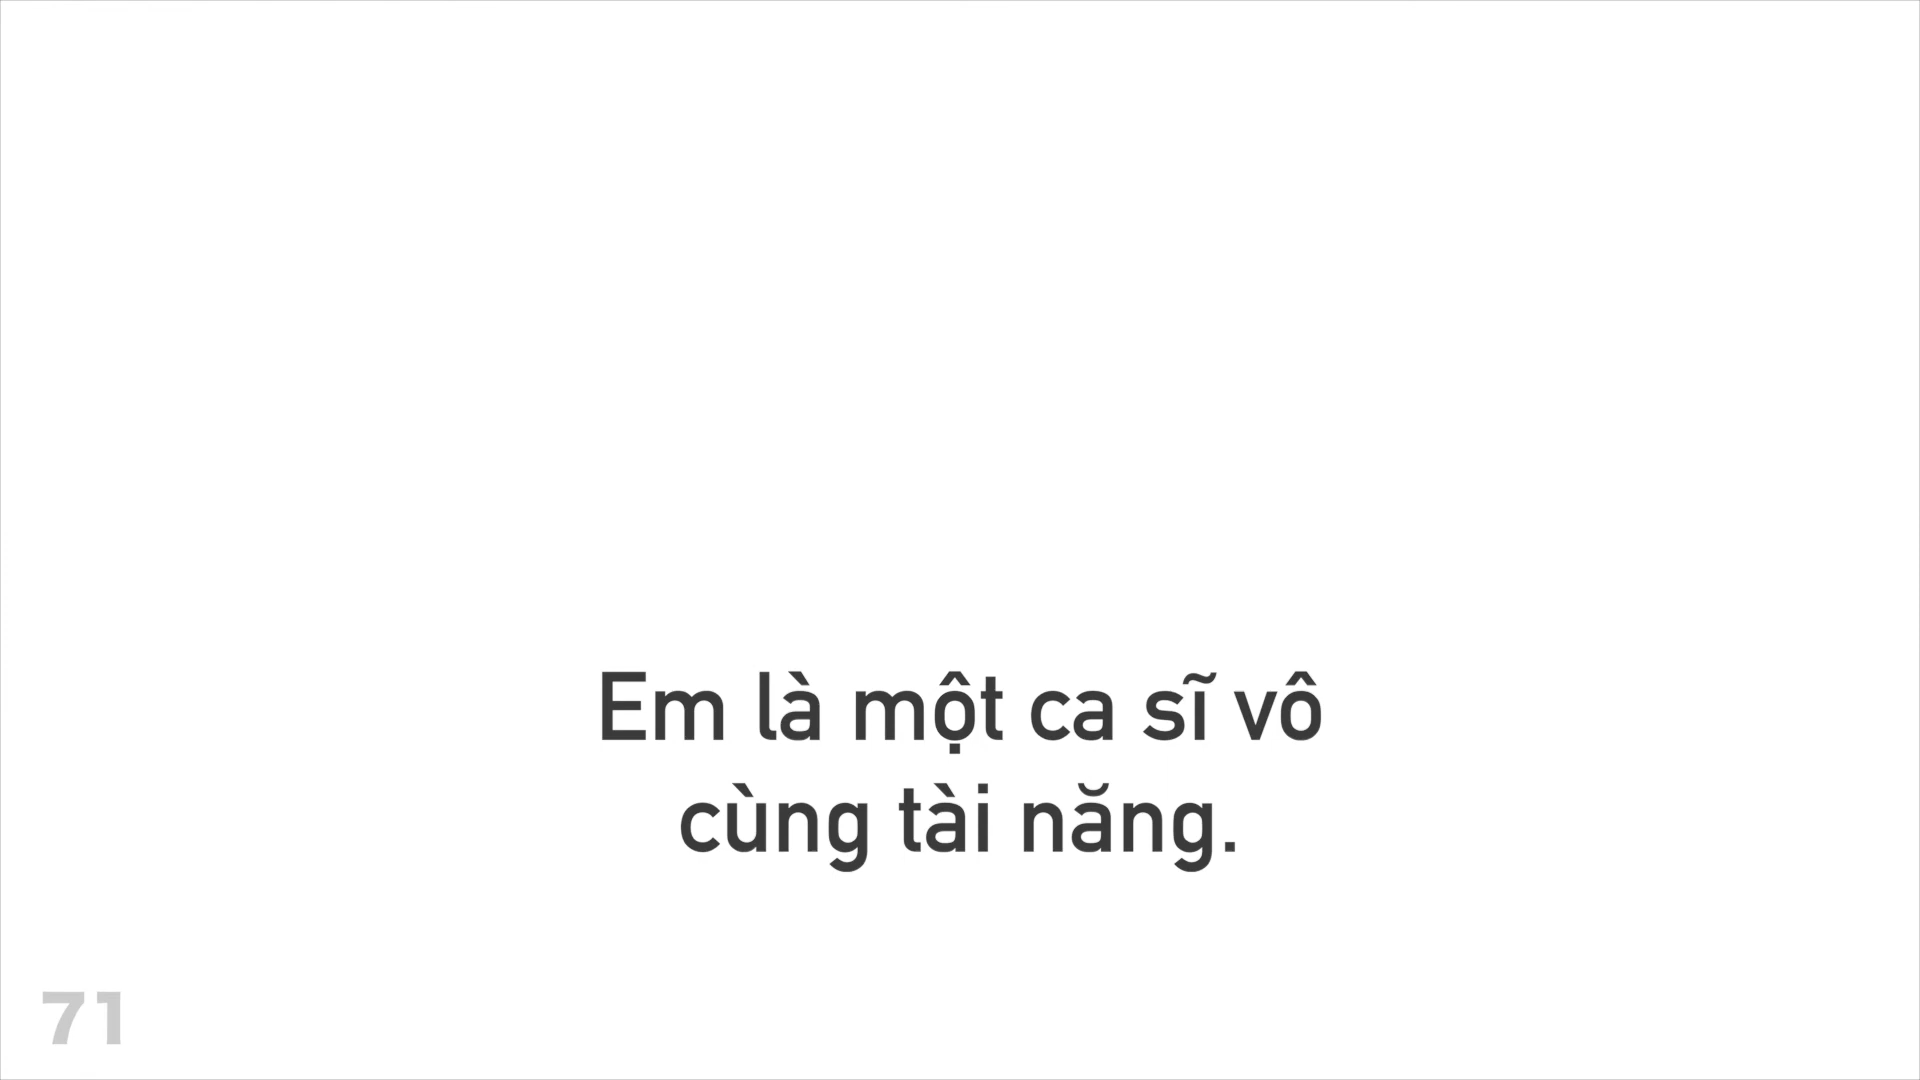 Em là một ca sĩ vô
cùng tài năng.
71